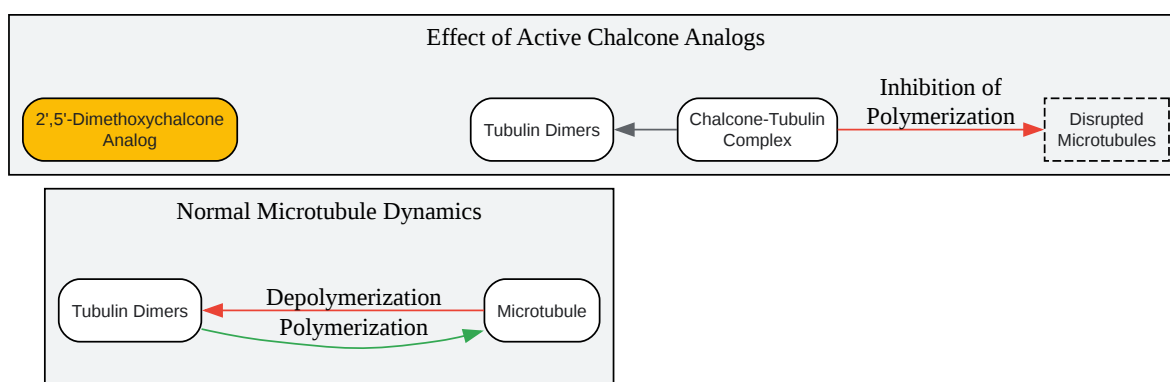 Effect of Active Chalcone Analogs
2',5'-Dimethoxychalcone
Analog
Tubulin Dimers
Chalcone-Tubulin
Complex
Inhibition of
Polymerization
Disrupted
Microtubules
Normal Microtubule Dynamics
Tubulin Dimers
Depolymerization
Polymerization
Microtubule